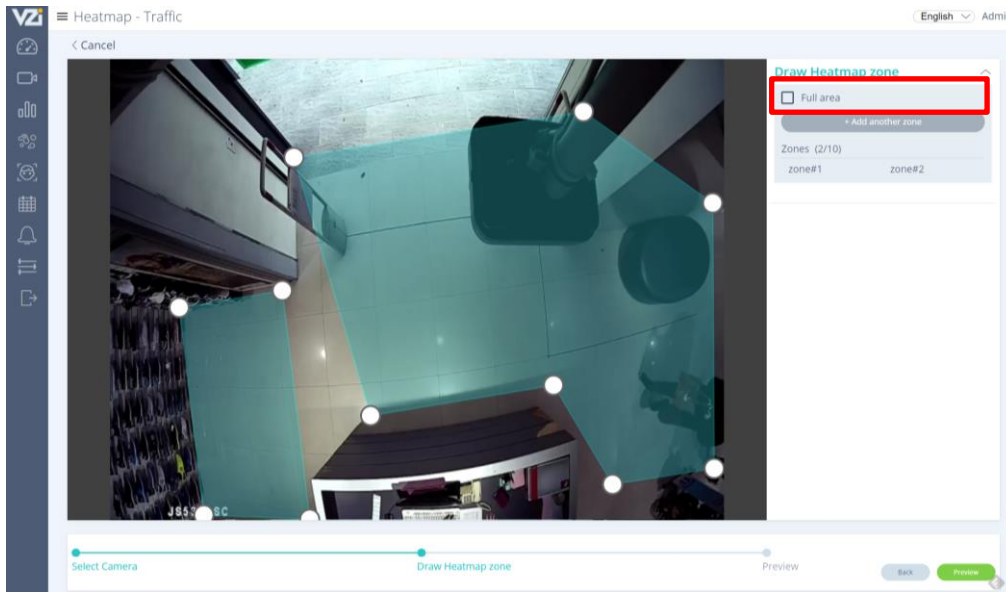 VZi
Heatmap - Traffic
English
Admi
< Cancel
Draw Heatmap zone
Full area
+ Add another zone
Zones (2/10)
zone#1 zone#2
Select Camera
Draw Heatmap zone
Preview
Back
Preview